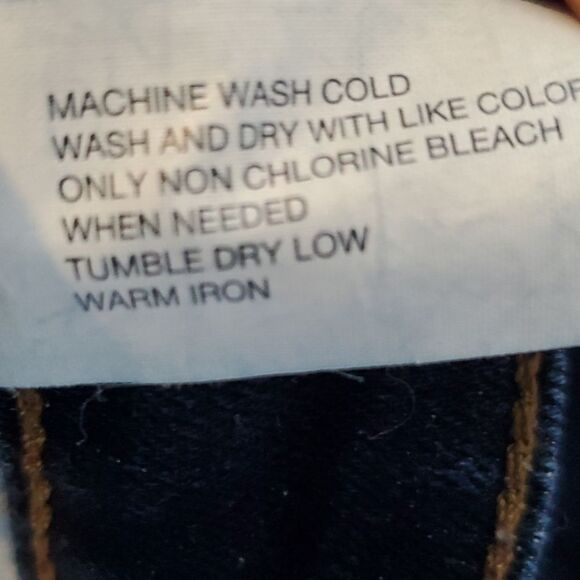 MACHINE WASH COLD
WASH AND DRY WITH LIKE COLOR
ONLY NON CHLORINE BLEACH
WHEN NEEDED
TUMBLE DRY LOW
WARM IRON